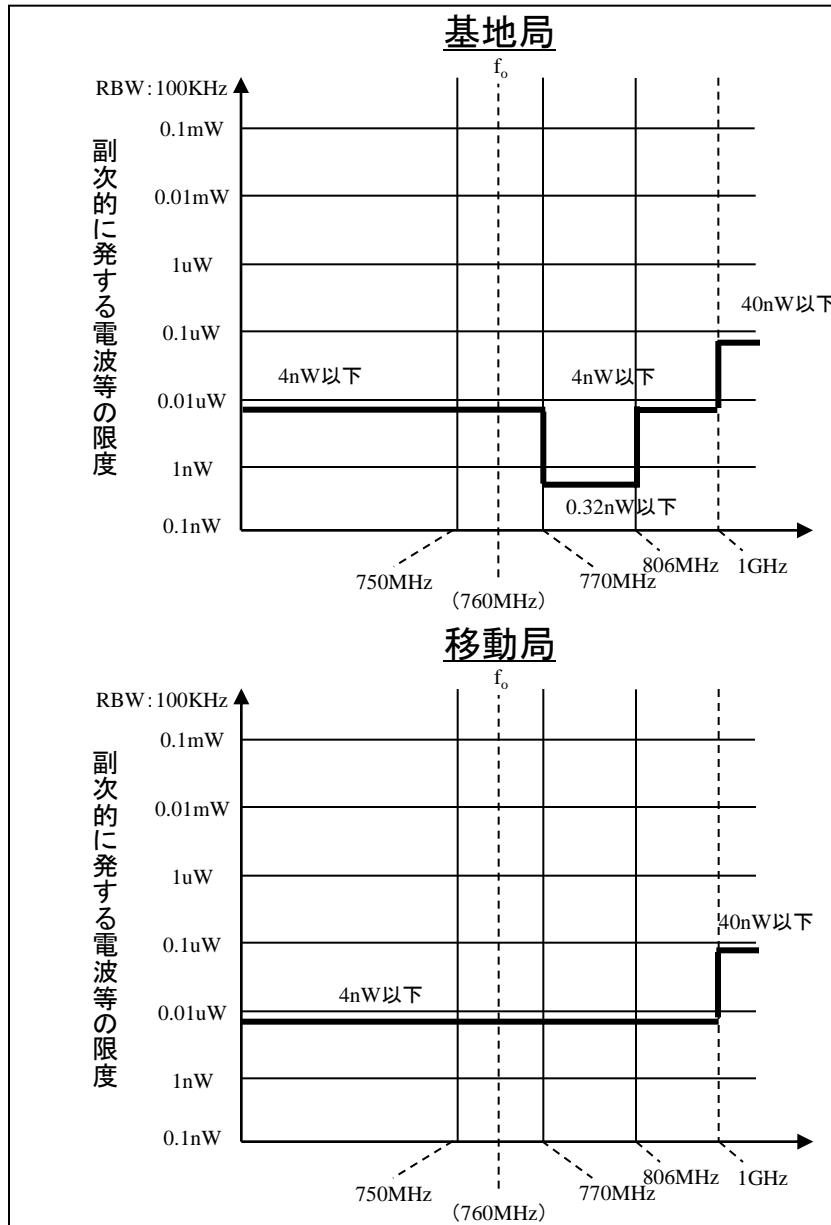 基地局
fo
RBW:100KHz
副次的に発する電波等の限度
0.1mW
0.01mW
1uW
0.1uW
0.01uW
1nW
0.1nW
4nW以下
4nW以下
40nW以下
0.32nW以下
750MHz
(760MHz)
770MHz
806MHz
1GHz
移動局
fo
RBW:100KHz
副次的に発する電波等の限度
0.1mW
0.01mW
1uW
0.1uW
0.01uW
1nW
0.1nW
4nW以下
40nW以下
750MHz
(760MHz)
770MHz
806MHz
1GHz